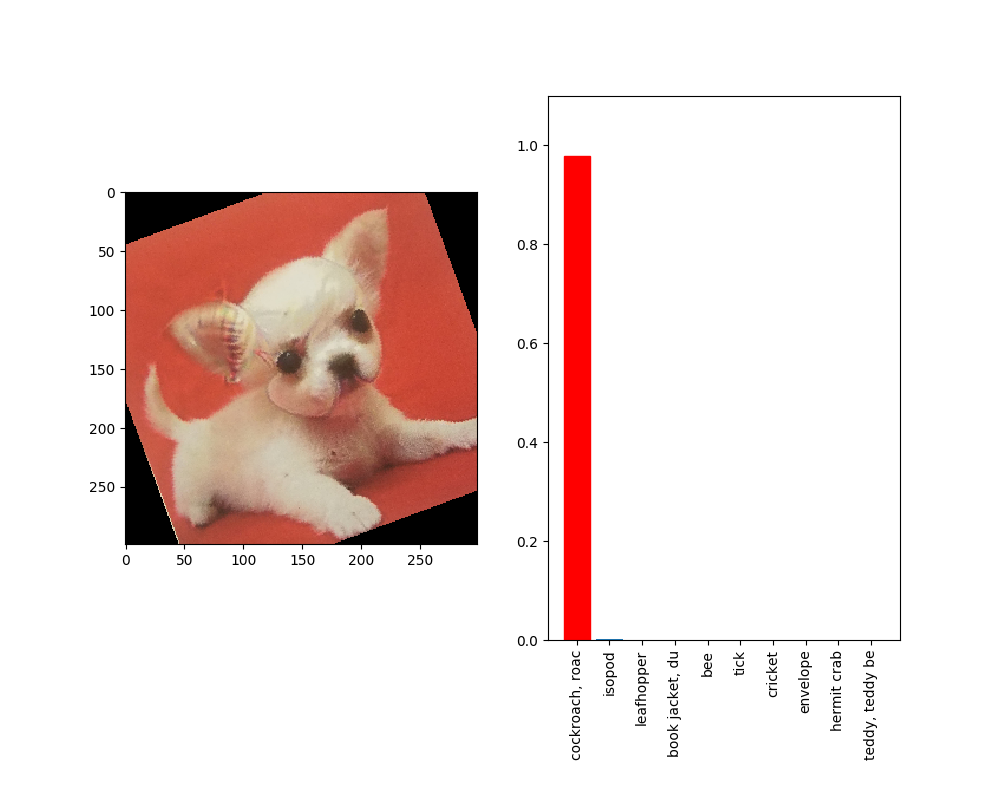 0
50
100
150
200
250
0 50 100 150 200 250
1.0
0.8
0.6
0.4
0.2
0.0
cockroach, roac
isopod
leafhopper
book jacket, du
bee
tick
cricket
envelope
hermit crab
teddy, teddy be